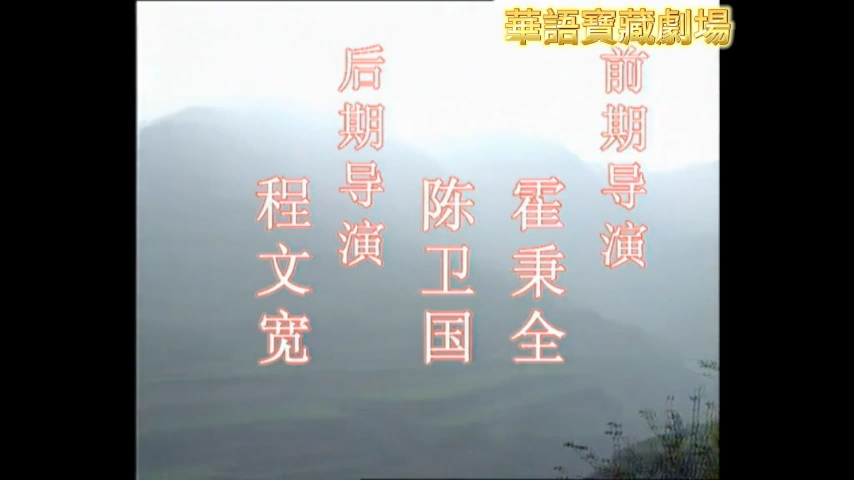 華語寶藏劇場
前期导演
霍秉全
陈卫国
后期导演
程文宽